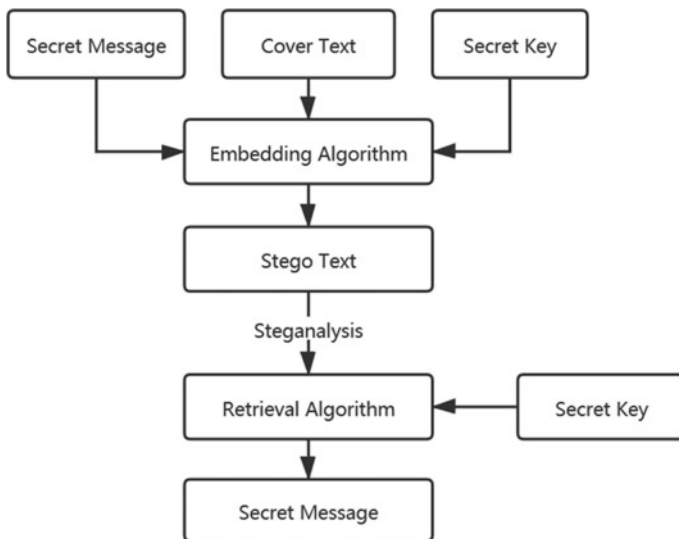 Secret Message
Cover Text
Secret Key
Embedding Algorithm
Stego Text
Steganalysis
Retrieval Algorithm
Secret Key
Secret Message